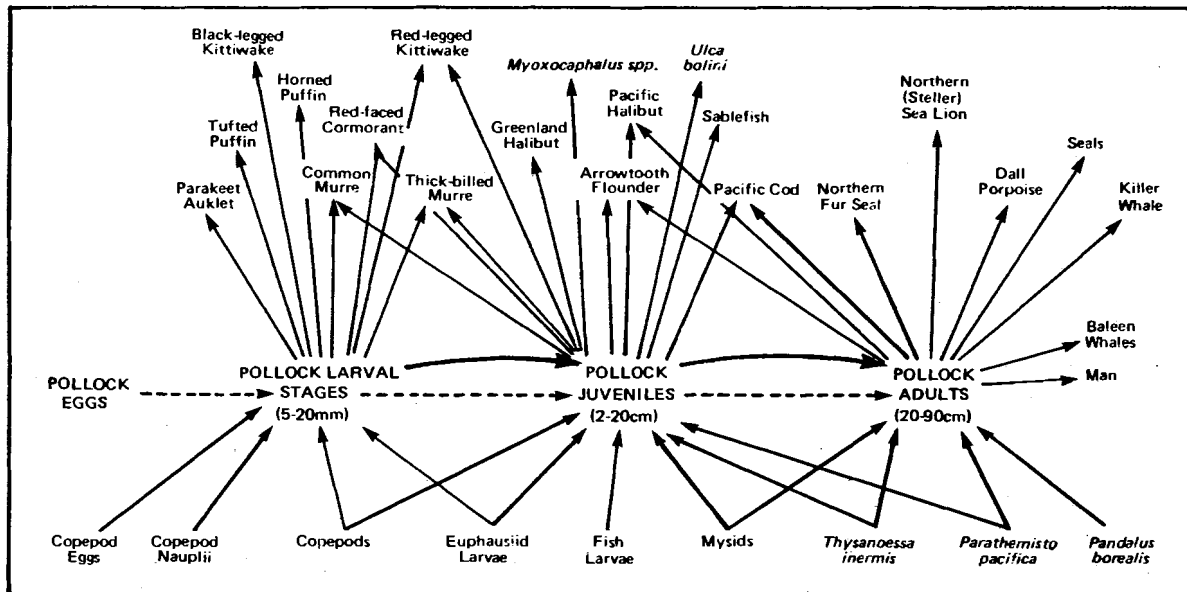 Black-legged
Kittiwake
Red-legged
Kittiwake
Ulca
bolini
Myoxocaphalus spp.
Horned
Puffin
Pacific
Halibut
Northern
(Steller)
Sea Lion
Red-faced
Cormorant
Tufted
Puffin
Greenland
Halibut
Sablefish
Seals
Common
Murre
Thick-billed
Murre
Arrowtooth
Flounder
Dall
Porpoise
Parakeet
Auklet
Pacific Cod
Northern
Fur Seal
Killer
Whale
Baleen
Whales
Man
POLLOCK
EGGS
POLLOCK LARVAL
STAGES
(5-20mm)
POLLOCK
JUVENILES
(2-20cm)
POLLOCK
ADULTS
(20-90cm)
Copepod
Eggs
Copepod
Nauplii
Copepods
Euphausiid
Larvae
Fish
Larvae
Mysids
Thysanoessa
inermis
Parathemisto
pacifica
Pandalus
borealis